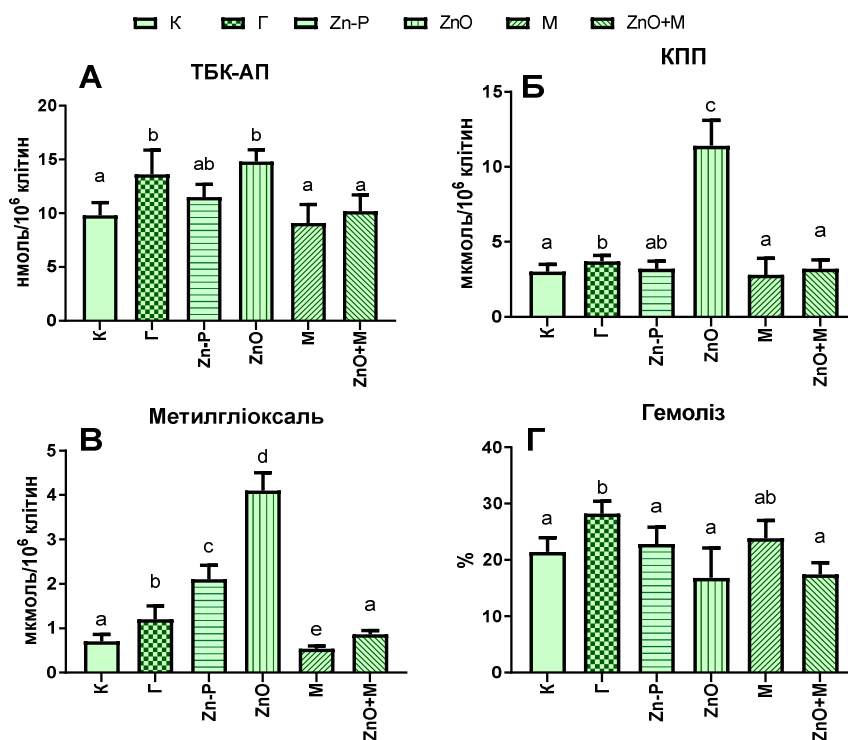 К Г Zn-P ZnO М ZnO+M
А
ТБК-АП
нмоль/10⁶ клітин
20
15
10
5
0
a b ab b a a
К Г Zn-P ZnO М ZnO+M
Б
КПП
мкмоль/10⁶ клітин
15
10
5
0
a b ab c a a
К Г Zn-P ZnO М ZnO+M
В
Метилгліоксаль
мкмоль/10⁶ клітин
5
4
3
2
1
0
a b c d e a
К Г Zn-P ZnO М ZnO+M
Г
Гемоліз
%
40
30
20
10
0
a b a a ab a
К Г Zn-P ZnO М ZnO+M